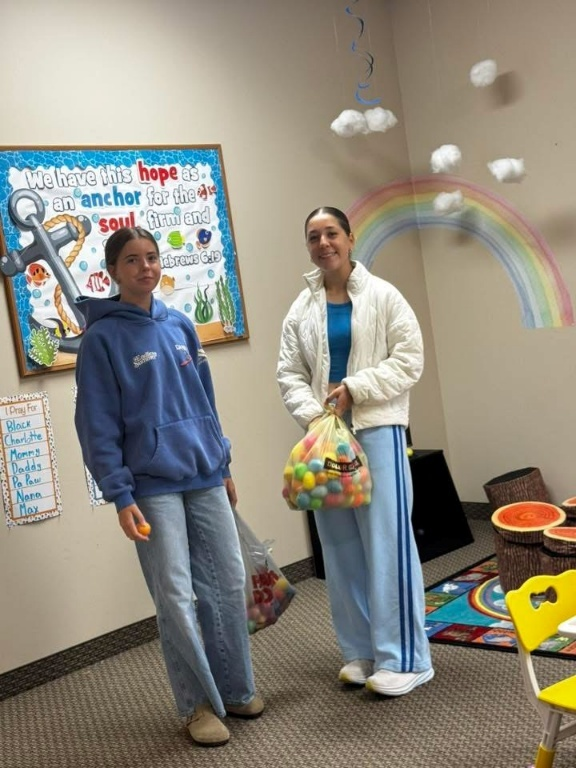 We have this hope as
an anchor for the
soul firm and
Hebrews 6:19
I Pray For
Black
Charlotte
Mommy
Daddy
Pa Paw
Nana
Max